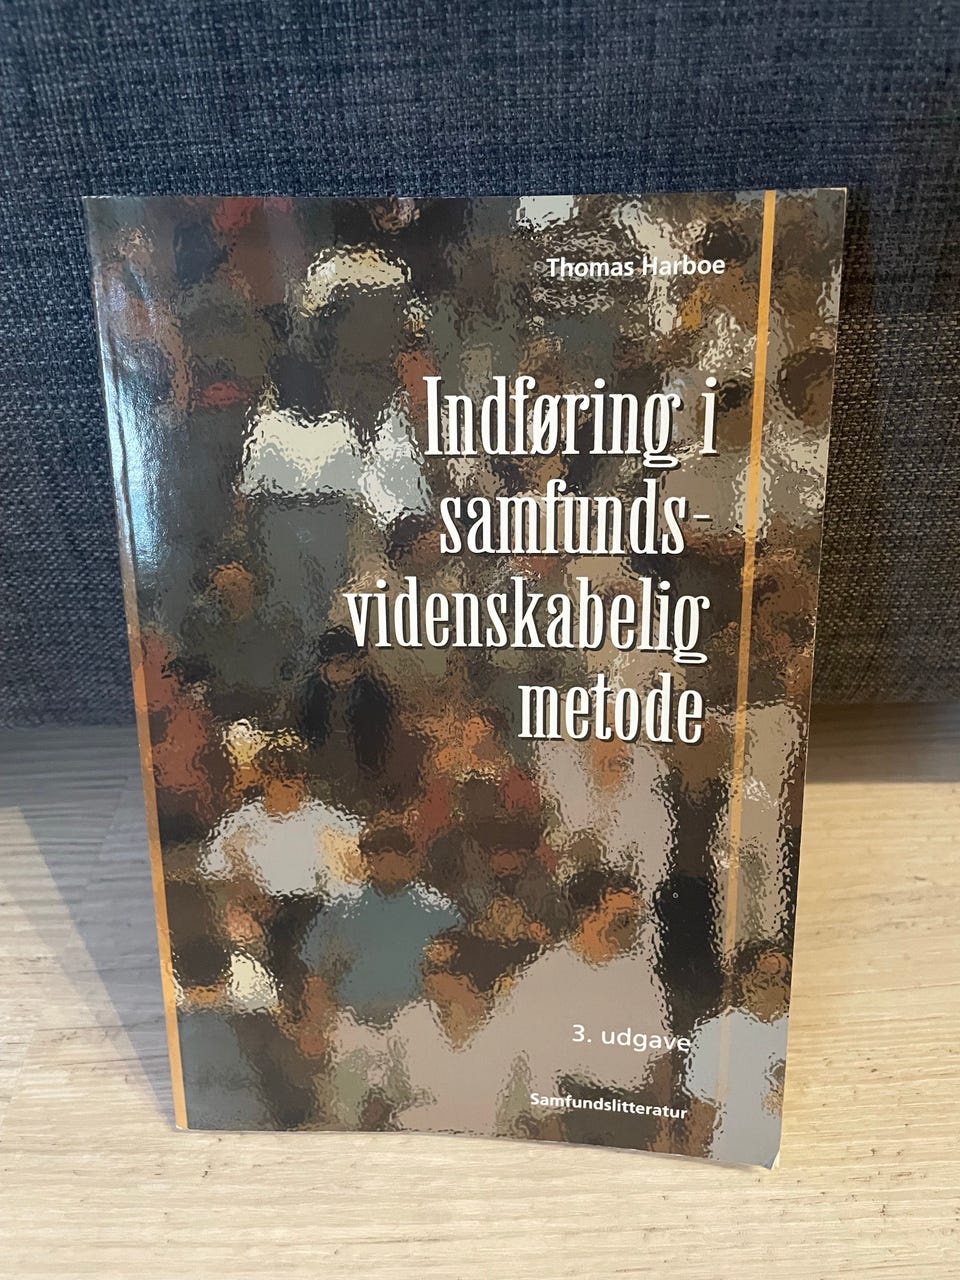 Thomas Harboe
Indføring i
samfunds-
videnskabelig
metode
3. udgave
Samfundslitteratur